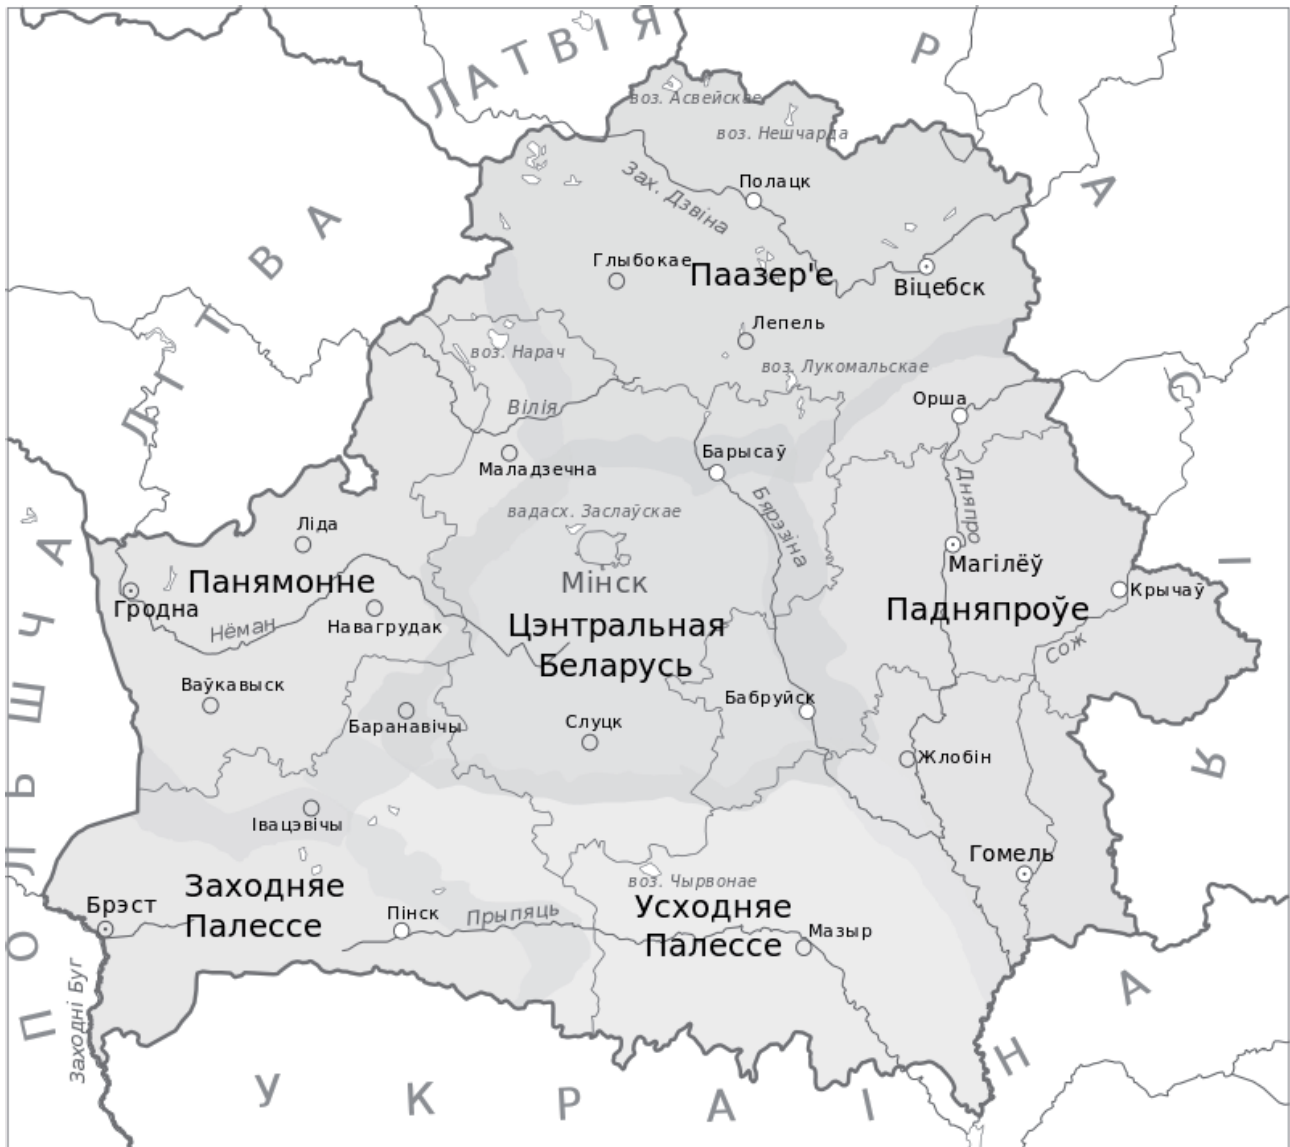 ЛАТВІЯ
Р
А
С
І
Я
воз. Асвейскае
воз. Нешчарда
Полацк
Зах. Дзвіна
ЛІТВА
Глыбокае
Паазер'е
Віцебск
Лепель
воз. Нарач
воз. Лукомальскае
Вілія
Орша
Маладзечна
Барысаў
Дняпро
Бярэзіна
вадасх. Заслаўскае
Ліда
Мінск
Магілёў
Панямонне
Гродна
Нёман
Навагрудак
Цэнтральная
Беларусь
Падняпроўе
Крычаў
Сож
ПОЛЬШЧА
Ваўкавыск
Баранавічы
Слуцк
Бабруйск
Жлобін
Івацэвічы
Гомель
Заходняе
Палессе
воз. Чырвонае
Усходняе
Палессе
Брэст
Пінск
Прыпяць
Мазыр
Заходні Буг
УКРАІНА